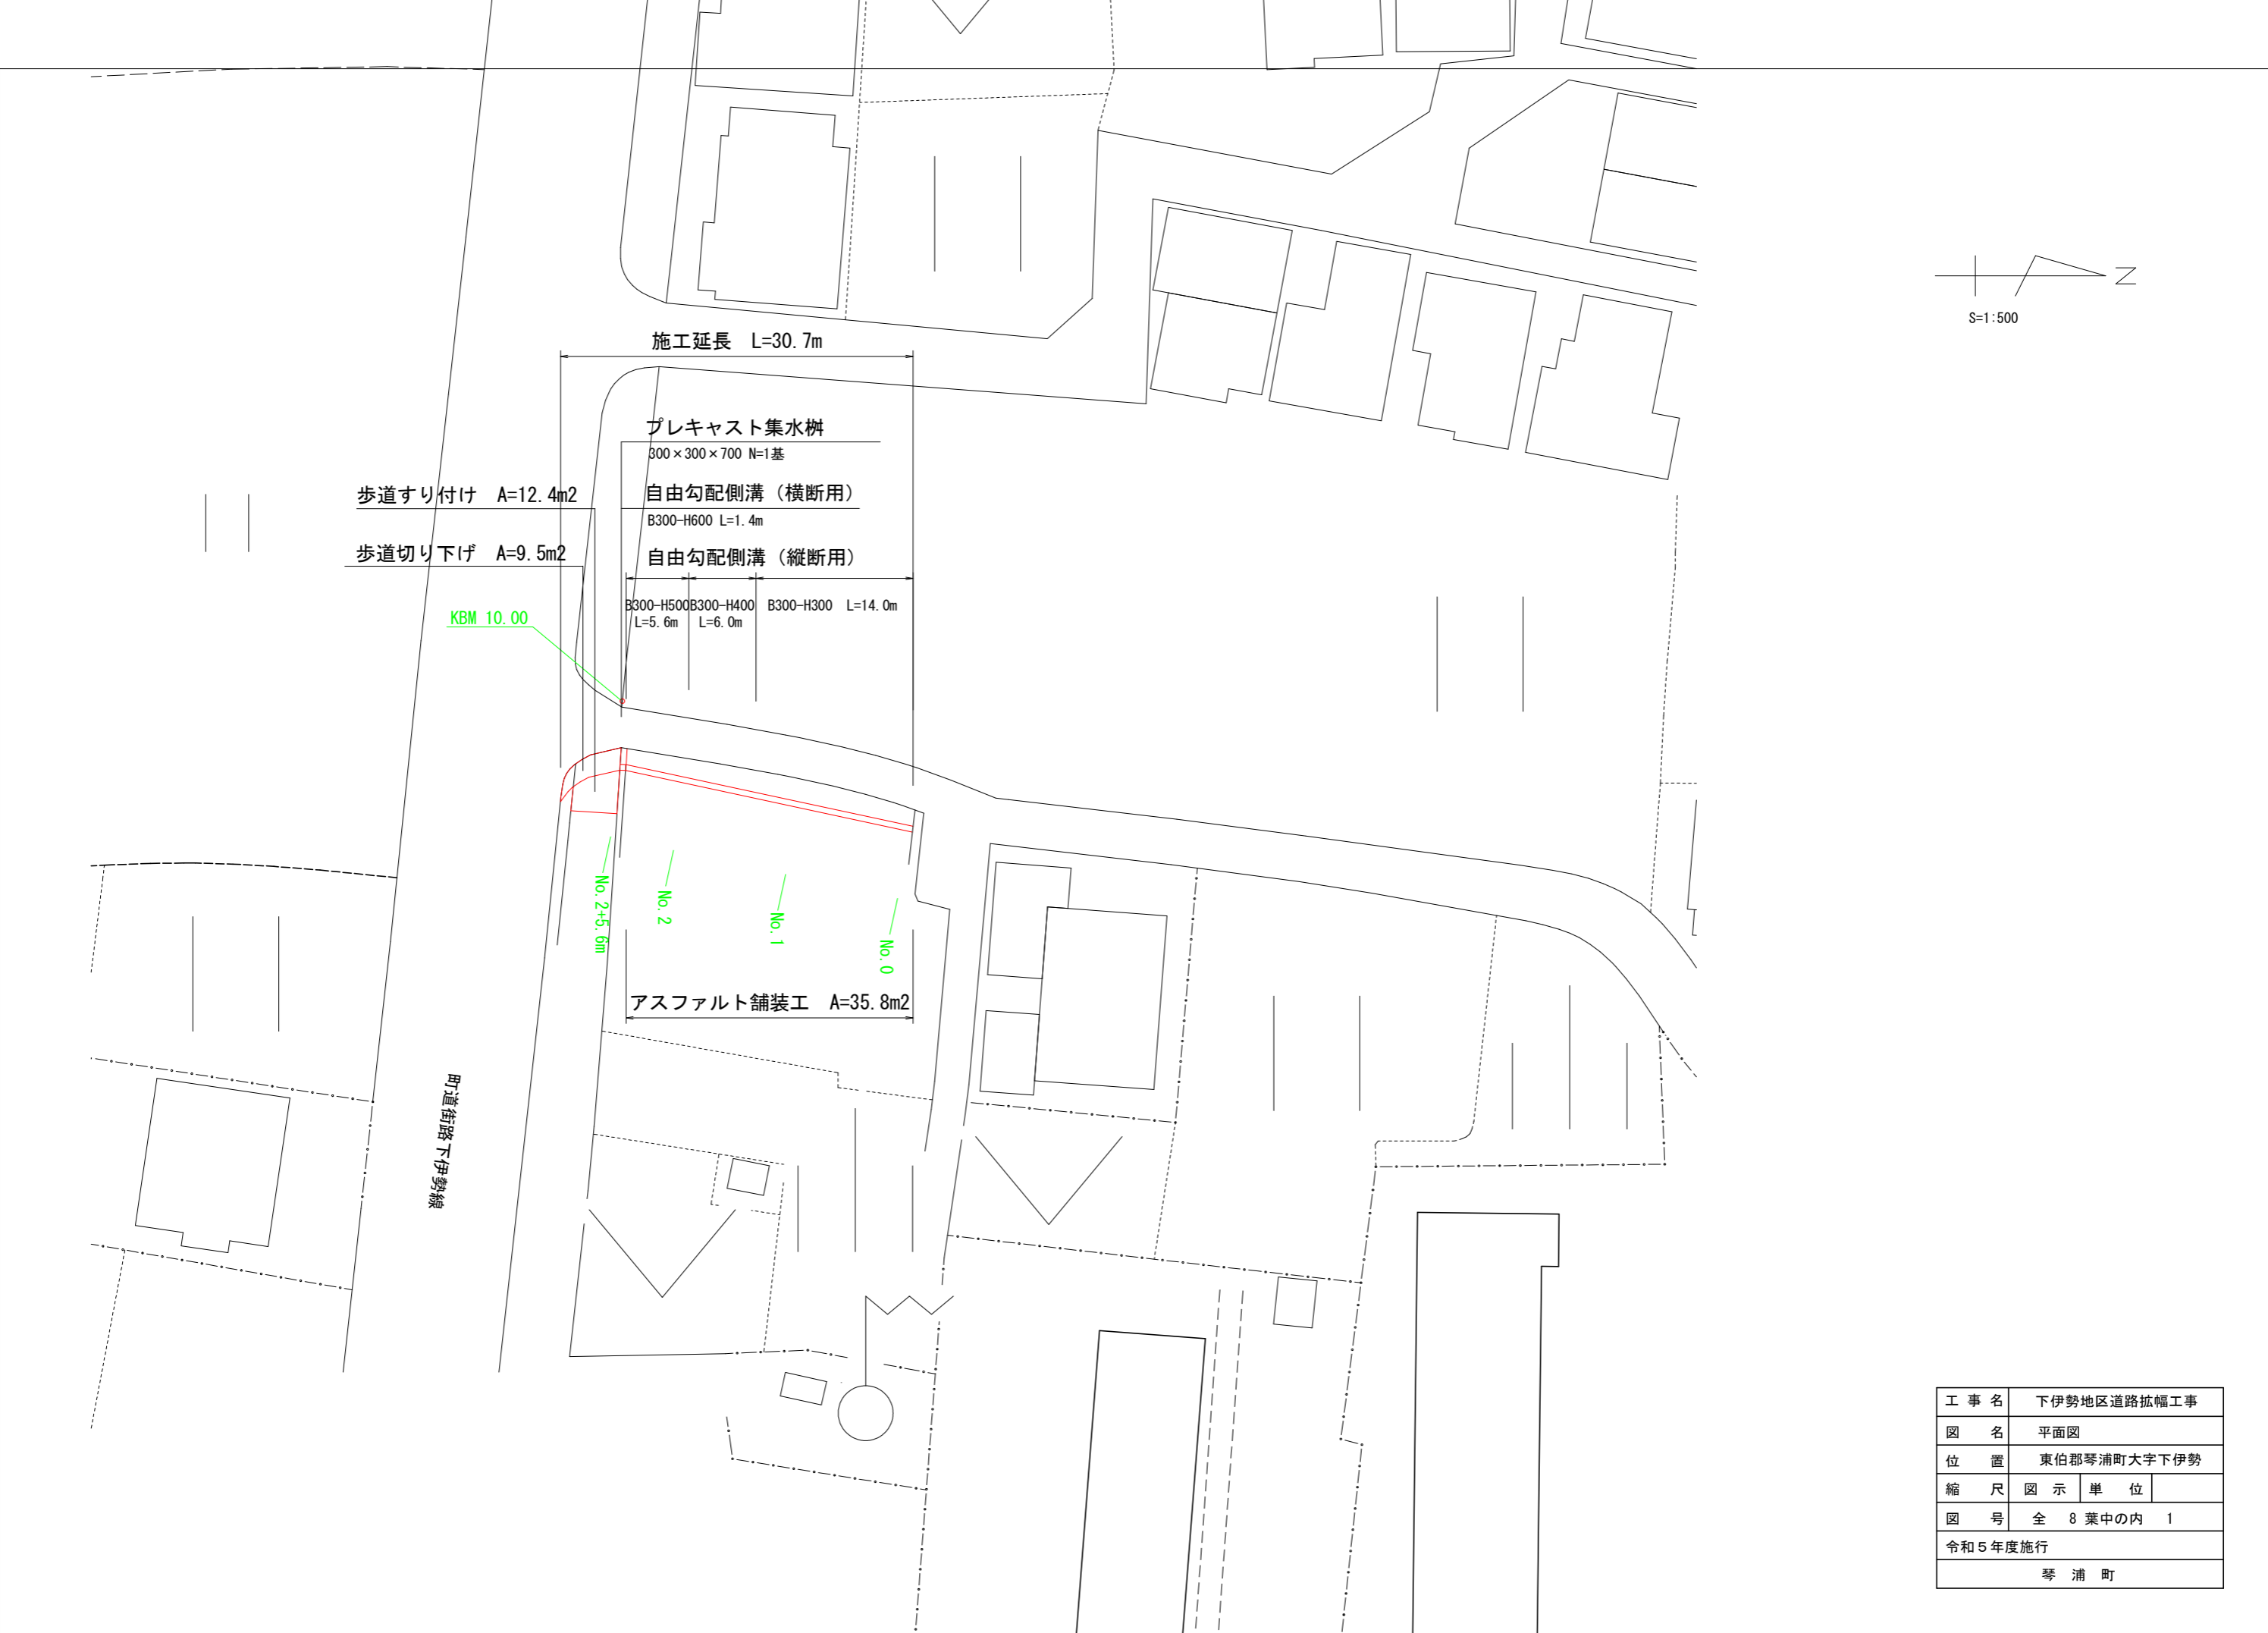 S=1:500
施工延長　L=30.7m
プレキャスト集水桝
300×300×700 N=1基
歩道すり付け　A=12.4m2
自由勾配側溝（横断用）
B300-H600 L=1.4m
歩道切り下げ　A=9.5m2
自由勾配側溝（縦断用）
B300-H500
L=5.6m
B300-H400
L=6.0m
B300-H300　L=14.0m
KBM 10.00
No.2+5.6m
No.2
No.1
No.0
アスファルト舗装工　A=35.8m2
町道街路下伊勢線
工 事 名　下伊勢地区道路拡幅工事
図　名　平面図
位　置　東伯郡琴浦町大字下伊勢
縮　尺　図　示　単　位
図　号　全　8 葉中の内　1
令和５年度施行
琴　浦　町